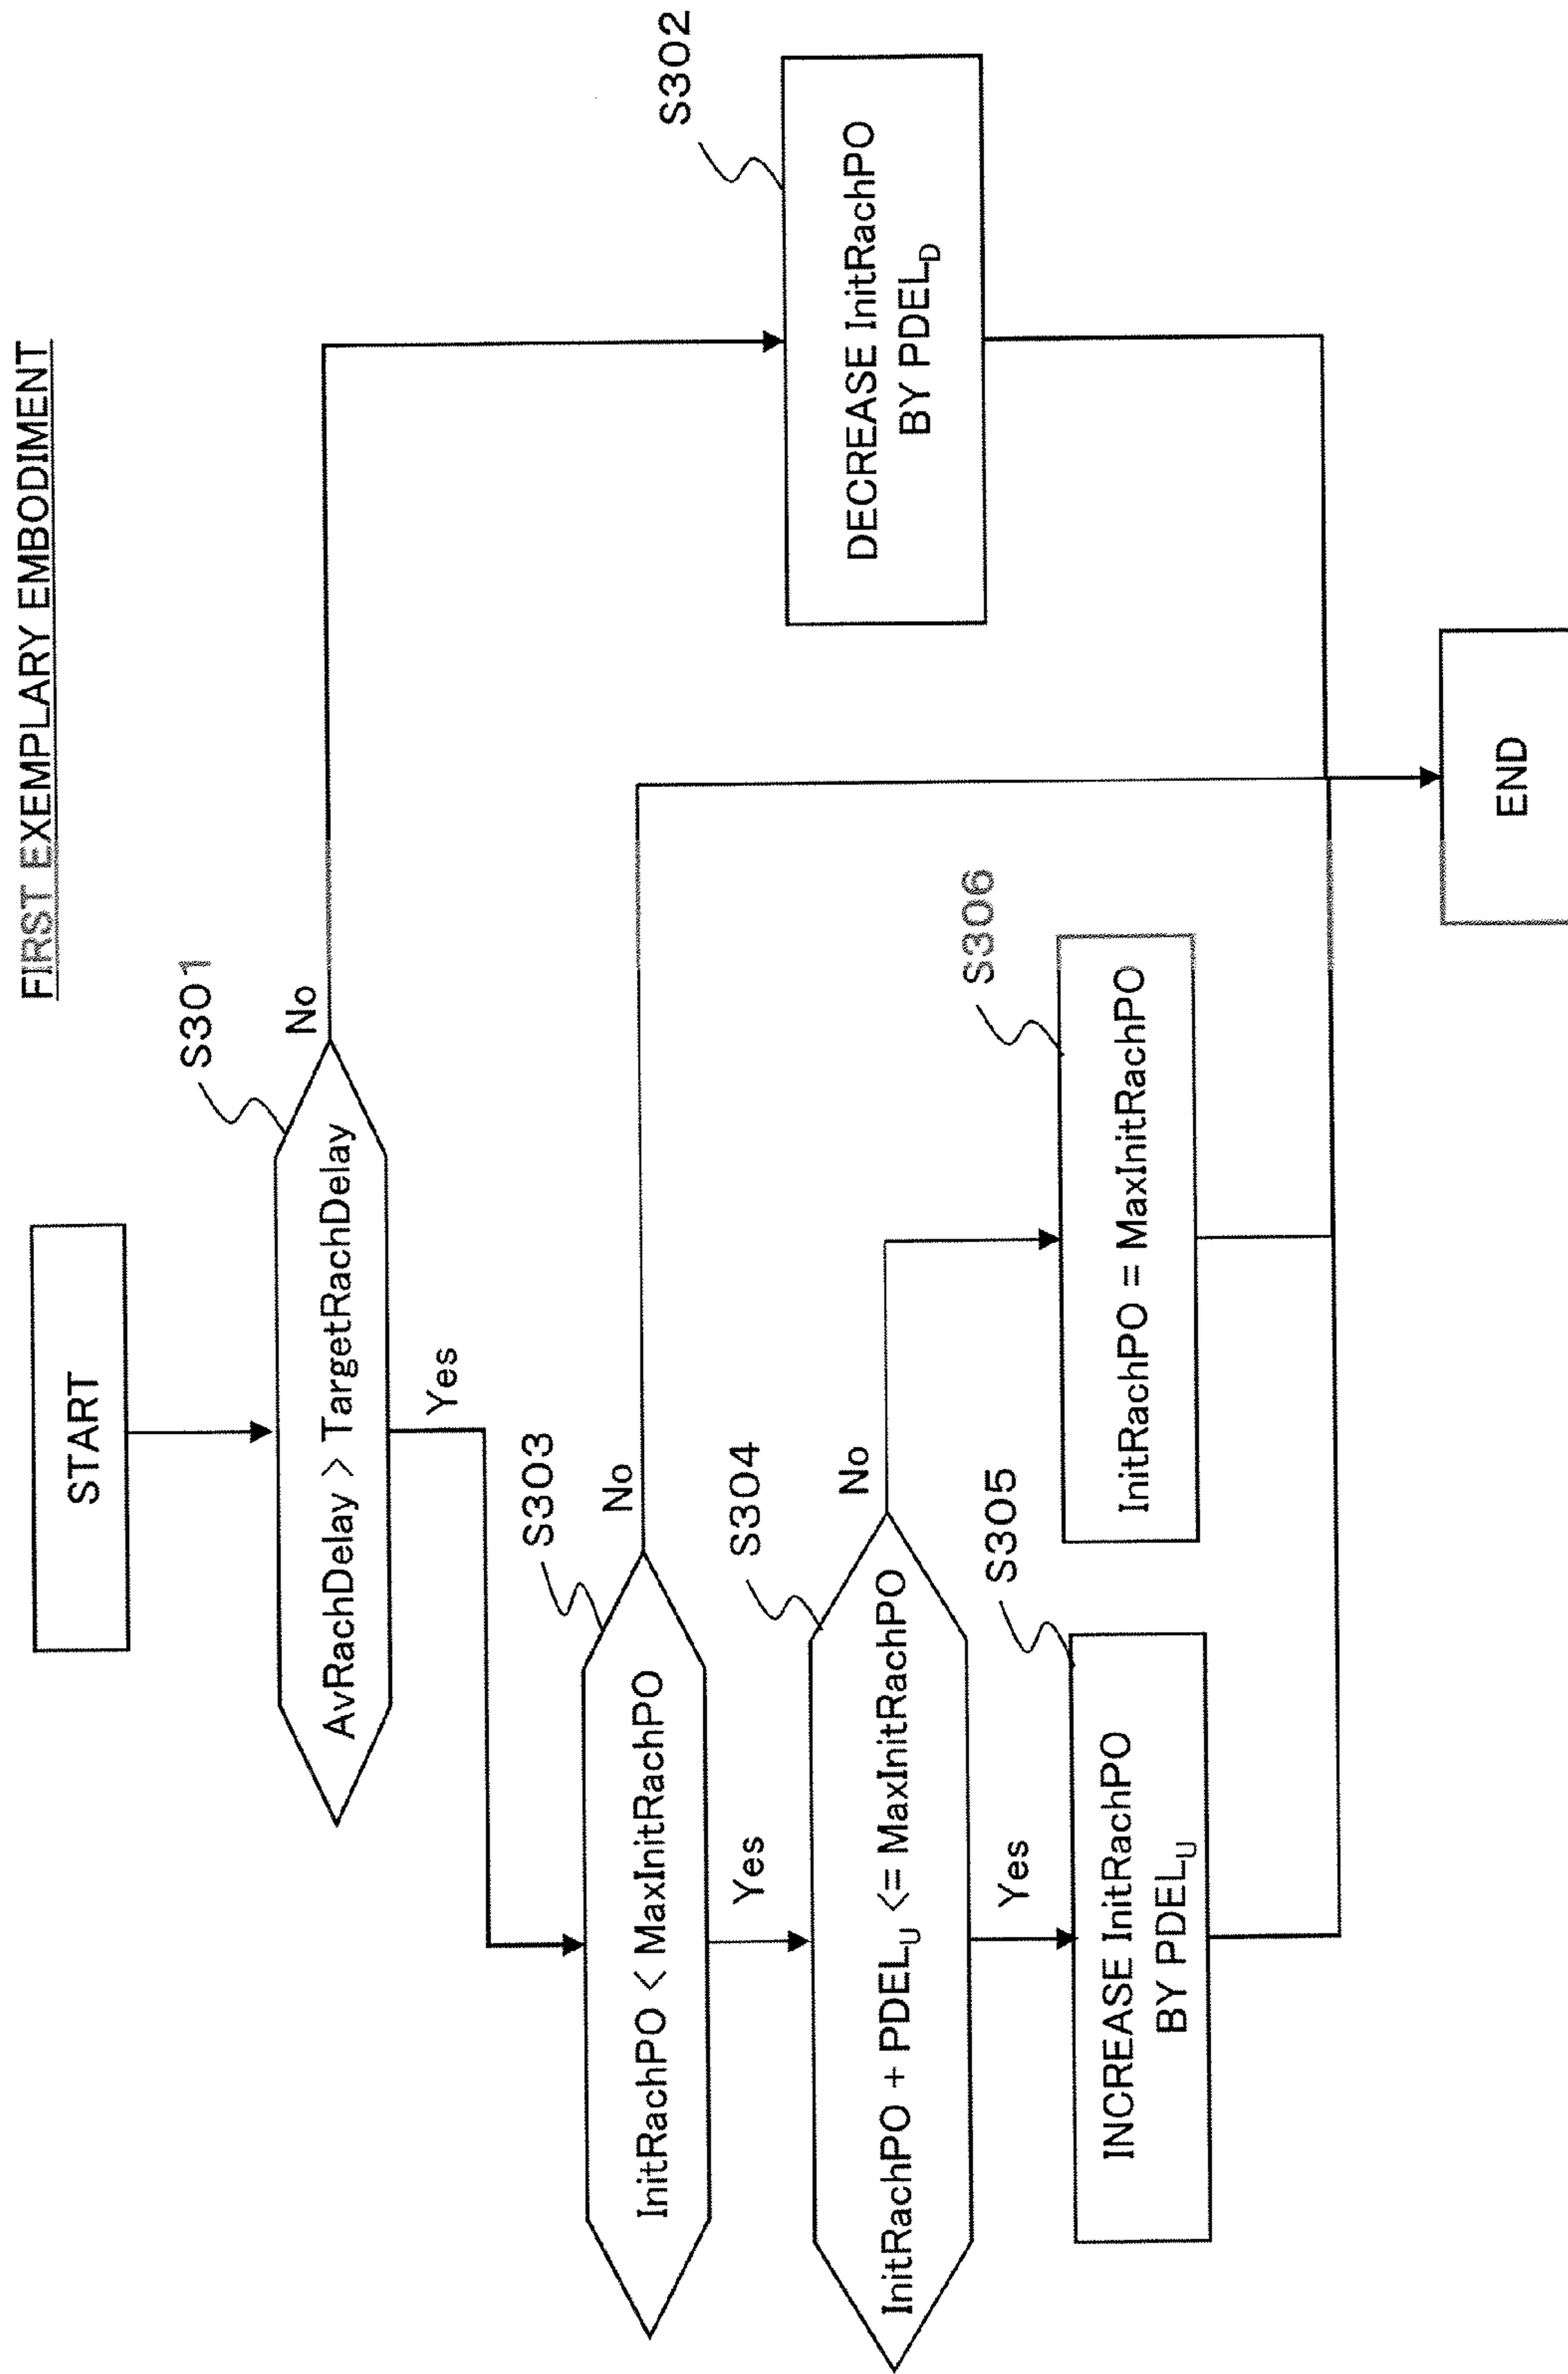 FIRST EXEMPLARY EMBODIMENT
START
S301
AvRachDelay > TargetRachDelay
No
Yes
S302
DECREASE InitRachPO
BY PDEL_D
S303
InitRachPO < MaxInitRachPO
No
Yes
S304
InitRachPO + PDEL_U <= MaxInitRachPO
No
Yes
S305
INCREASE InitRachPO
BY PDEL_U
S306
InitRachPO = MaxInitRachPO
END